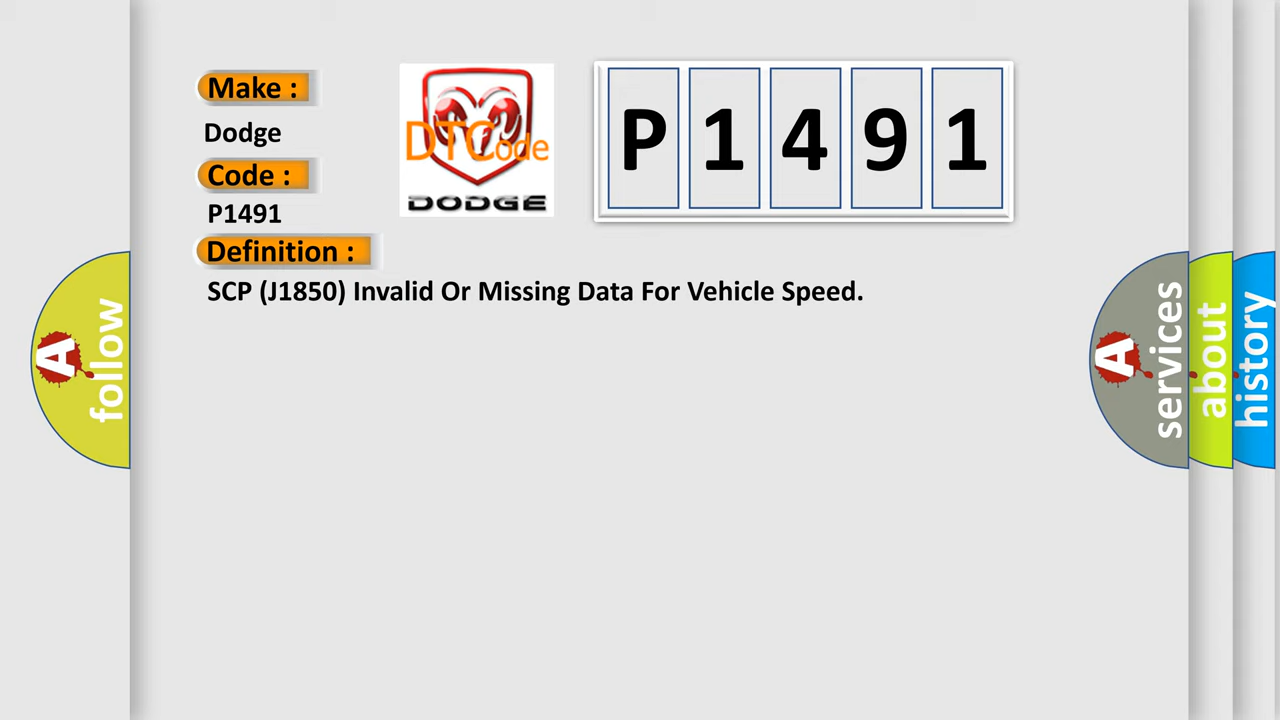 Make :
Dodge
Code :
P1491
Definition :
SCP (J1850) Invalid Or Missing Data For Vehicle Speed.
DTCode
DODGE
P 1 4 9 1
A follow
A services
about
history